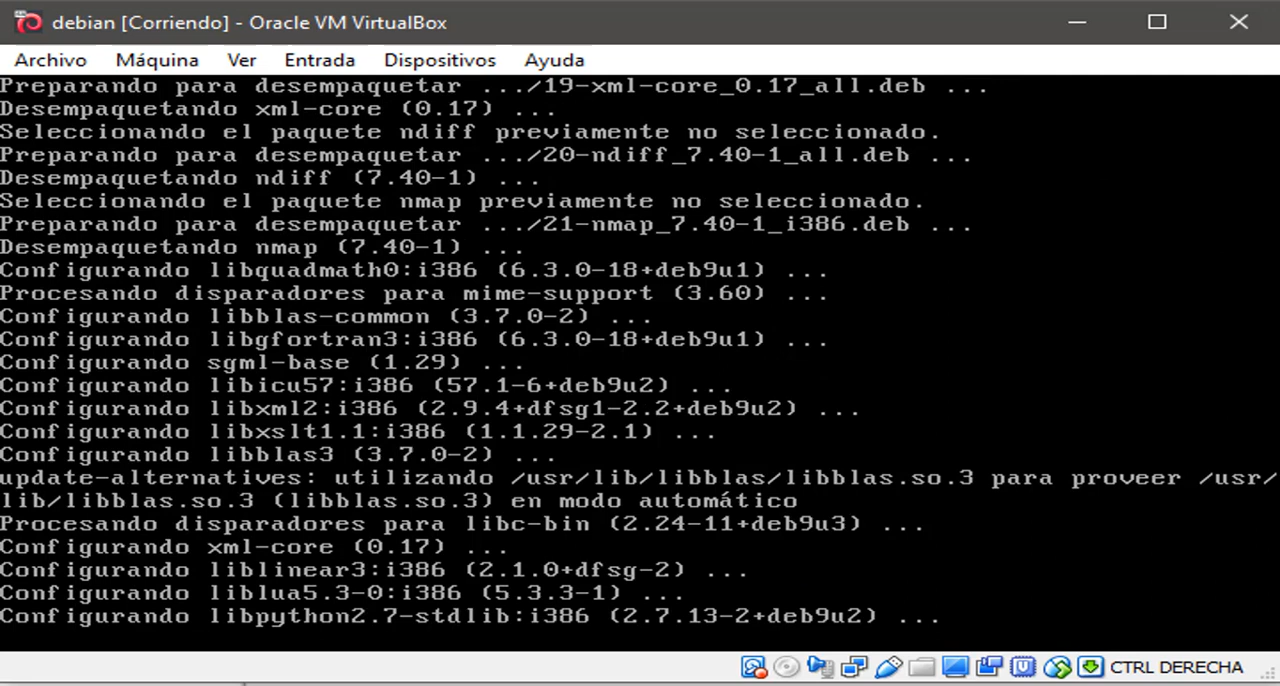 debian [Corriendo] - Oracle VM VirtualBox
Archivo Máquina Ver Entrada Dispositivos Ayuda
Preparando para desempaquetar .../19-xml-core_0.17_all.deb ...
Desempaquetando xml-core (0.17) ...
Seleccionando el paquete ndiff previamente no seleccionado.
Preparando para desempaquetar .../20-ndiff_7.40-1_all.deb ...
Desempaquetando ndiff (7.40-1) ...
Seleccionando el paquete nmap previamente no seleccionado.
Preparando para desempaquetar .../21-nmap_7.40-1_i386.deb ...
Desempaquetando nmap (7.40-1) ...
Configurando libquadmath0:i386 (6.3.0-18+deb9u1) ...
Procesando disparadores para mime-support (3.60) ...
Configurando libblas-common (3.7.0-2) ...
Configurando libgfortran3:i386 (6.3.0-18+deb9u1) ...
Configurando sgml-base (1.29) ...
Configurando libicu57:i386 (57.1-6+deb9u2) ...
Configurando libxml2:i386 (2.9.4+dfsg1-2.2+deb9u2) ...
Configurando libxslt1.1:i386 (1.1.29-2.1) ...
Configurando libblas3 (3.7.0-2) ...
update-alternatives: utilizando /usr/lib/libblas/libblas.so.3 para proveer /usr/
lib/libblas.so.3 (libblas.so.3) en modo automático
Procesando disparadores para libc-bin (2.24-11+deb9u3) ...
Configurando xml-core (0.17) ...
Configurando liblinear3:i386 (2.1.0+dfsg-2) ...
Configurando liblua5.3-0:i386 (5.3.3-1) ...
Configurando libpython2.7-stdlib:i386 (2.7.13-2+deb9u2) ...
CTRL DERECHA